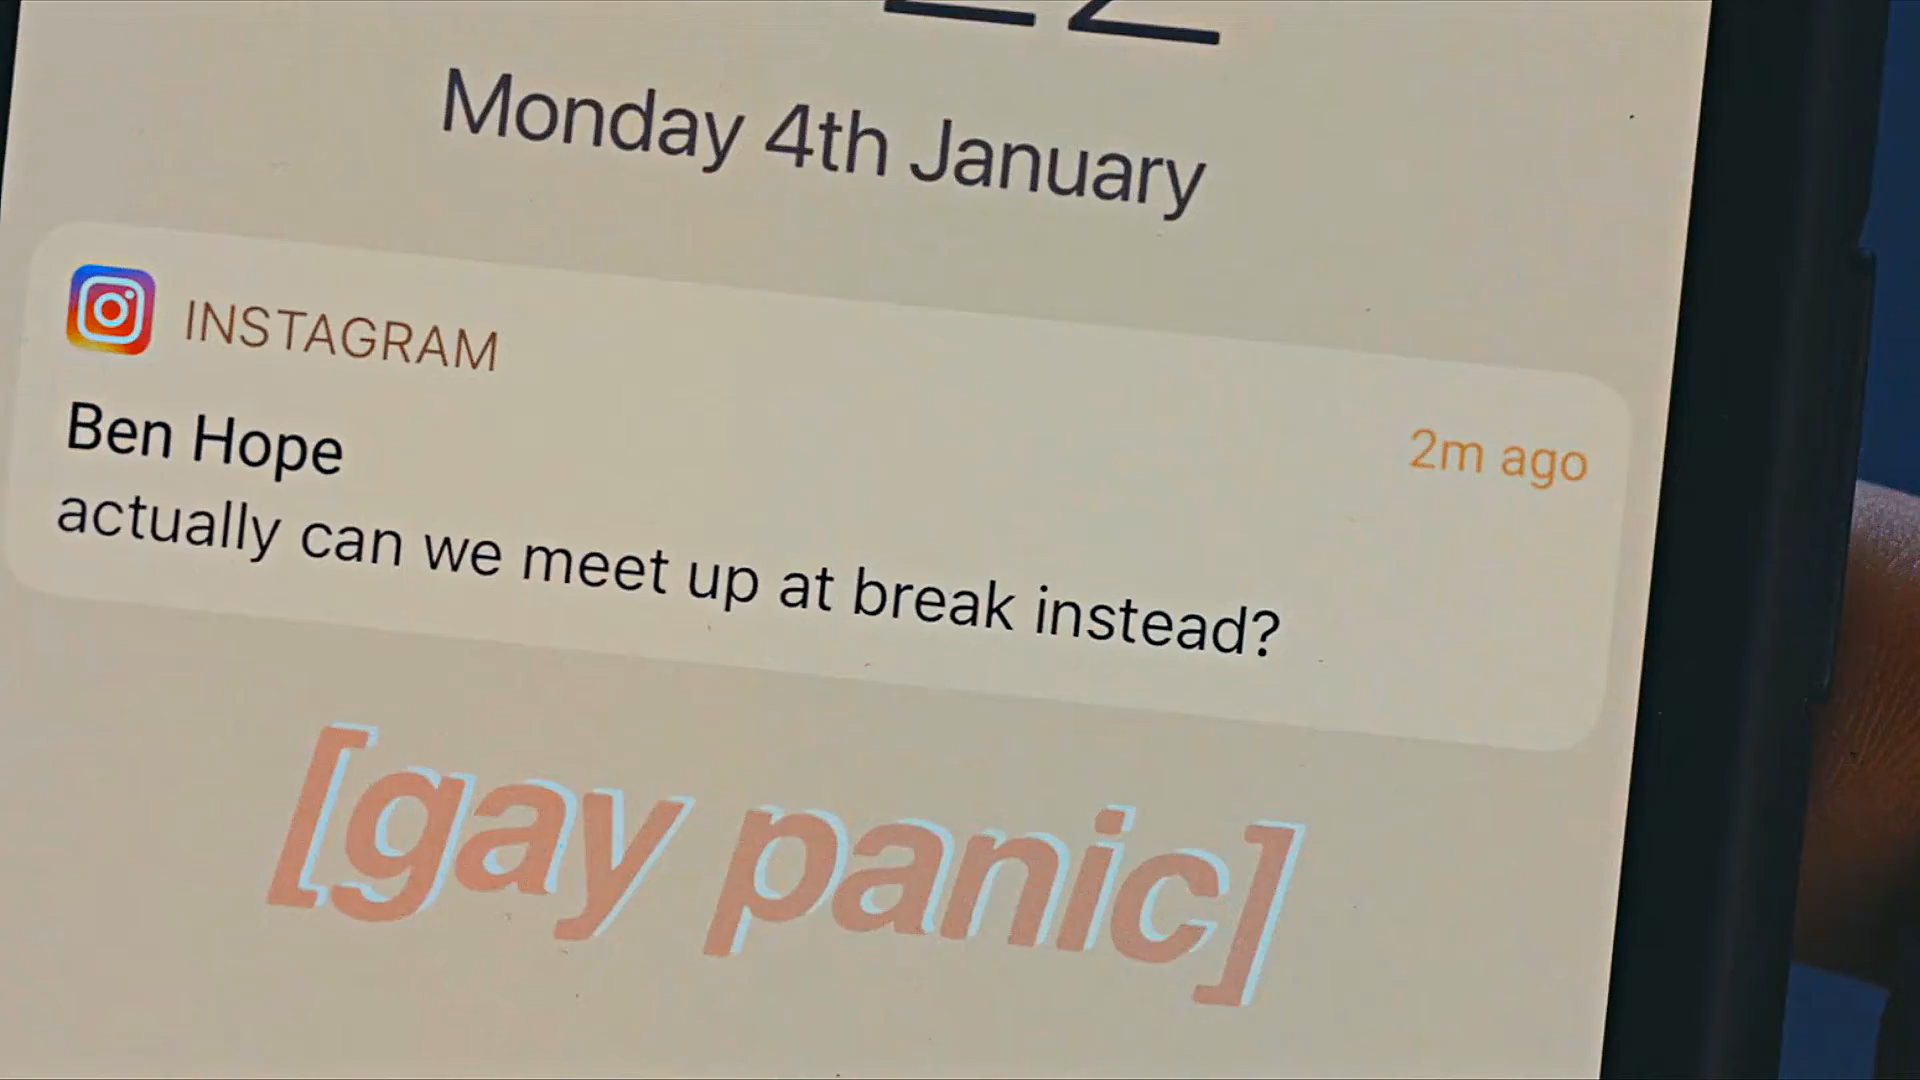 Monday 4th January
INSTAGRAM
2m ago
Ben Hope
actually can we meet up at break instead?
[gay panic]